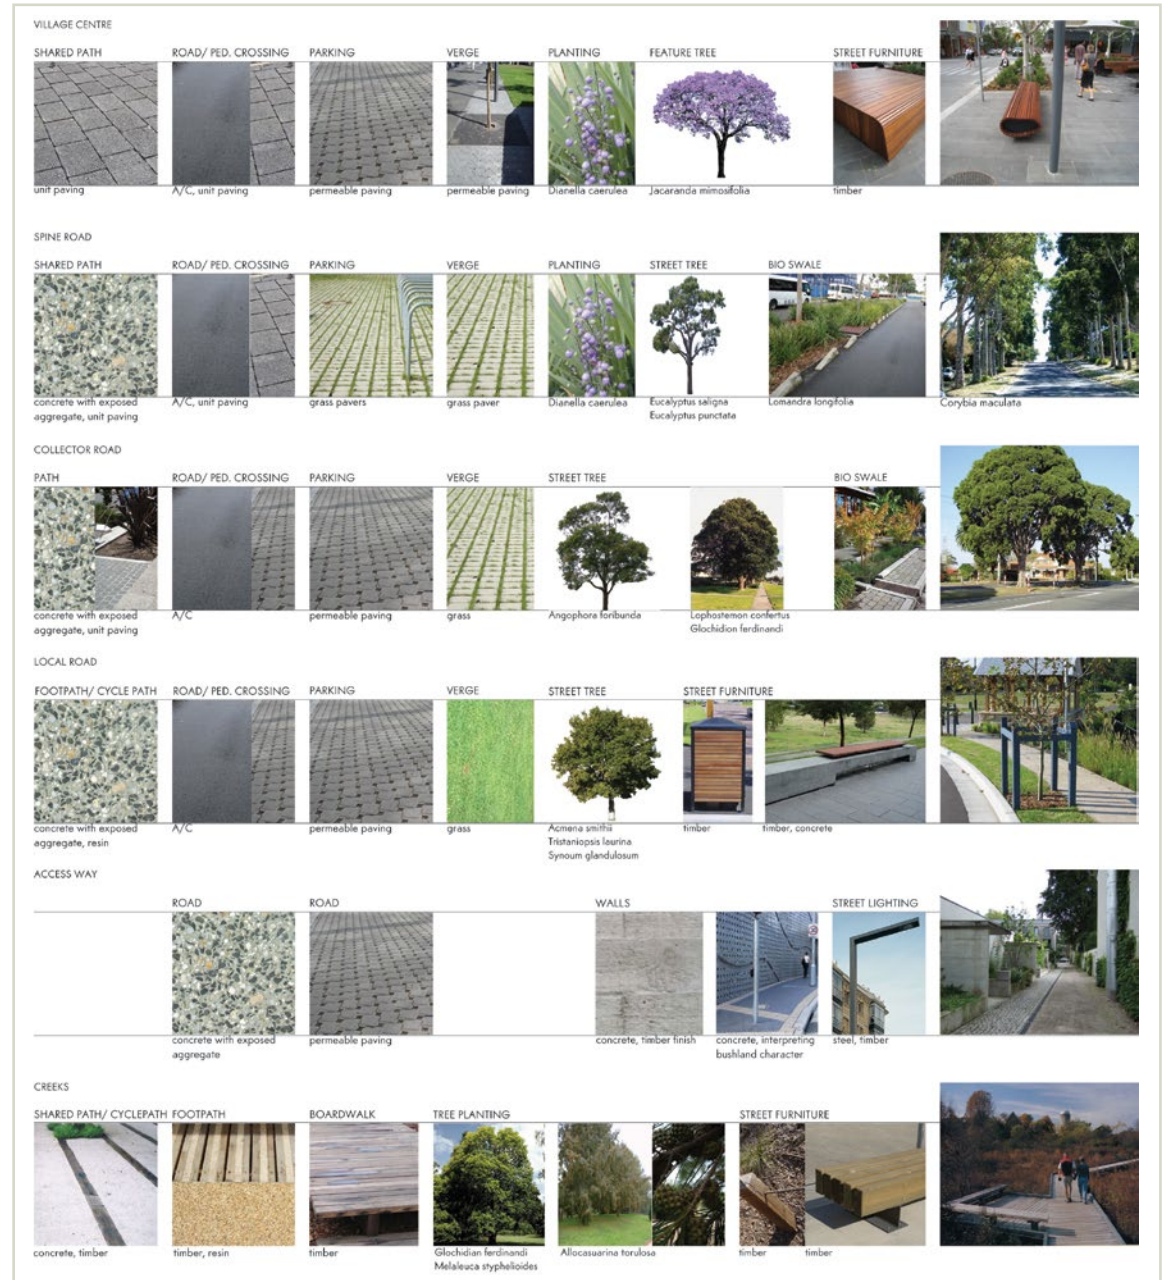 VILLAGE CENTRE
SHARED PATH ROAD/ PED. CROSSING PARKING VERGE PLANTING FEATURE TREE STREET FURNITURE
unit paving A/C, unit paving permeable paving permeable paving Dianella caerulea Jacaranda mimosifolia timber
SPINE ROAD
SHARED PATH ROAD/ PED. CROSSING PARKING VERGE PLANTING STREET TREE BIO SWALE
concrete with exposed A/C, unit paving grass pavers grass paver Dianella caerulea Eucalyptus saligna Lomandra longifolia Corybia maculata
aggregate, unit paving Eucalyptus punctata
COLLECTOR ROAD
PATH ROAD/ PED. CROSSING PARKING VERGE STREET TREE BIO SWALE
concrete with exposed A/C permeable paving grass Angophora foribunda Lophostemon confertus
aggregate, unit paving Glochidion ferdinandi
LOCAL ROAD
FOOTPATH/ CYCLE PATH ROAD/ PED. CROSSING PARKING VERGE STREET TREE STREET FURNITURE
concrete with exposed A/C permeable paving grass Acmena smithii timber timber, concrete
aggregate, resin Tristaniopsis laurina
Synoum glandulosum
ACCESS WAY
ROAD ROAD WALLS STREET LIGHTING
concrete with exposed permeable paving concrete, timber finish concrete, interpreting steel, timber
aggregate bushland character
CREEKS
SHARED PATH/ CYCLEPATH FOOTPATH BOARDWALK TREE PLANTING STREET FURNITURE
concrete, timber timber, resin timber Glochidian ferdinandi Allocasuarina torulosa timber timber
Melaleuca styphelioides